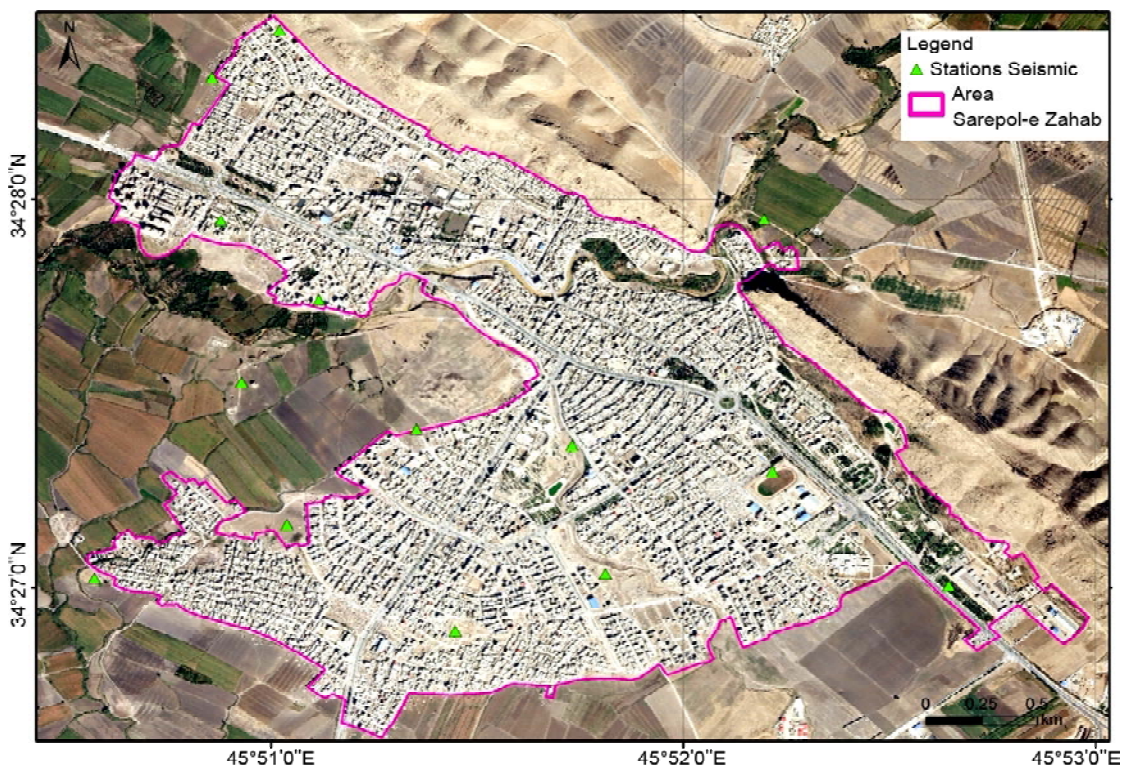 N
Legend
Stations Seismic
Area
Sarepol-e Zahab
34°28'0"N
34°27'0"N
0 0.25 0.5
km
45°51'0"E 45°52'0"E 45°53'0"E